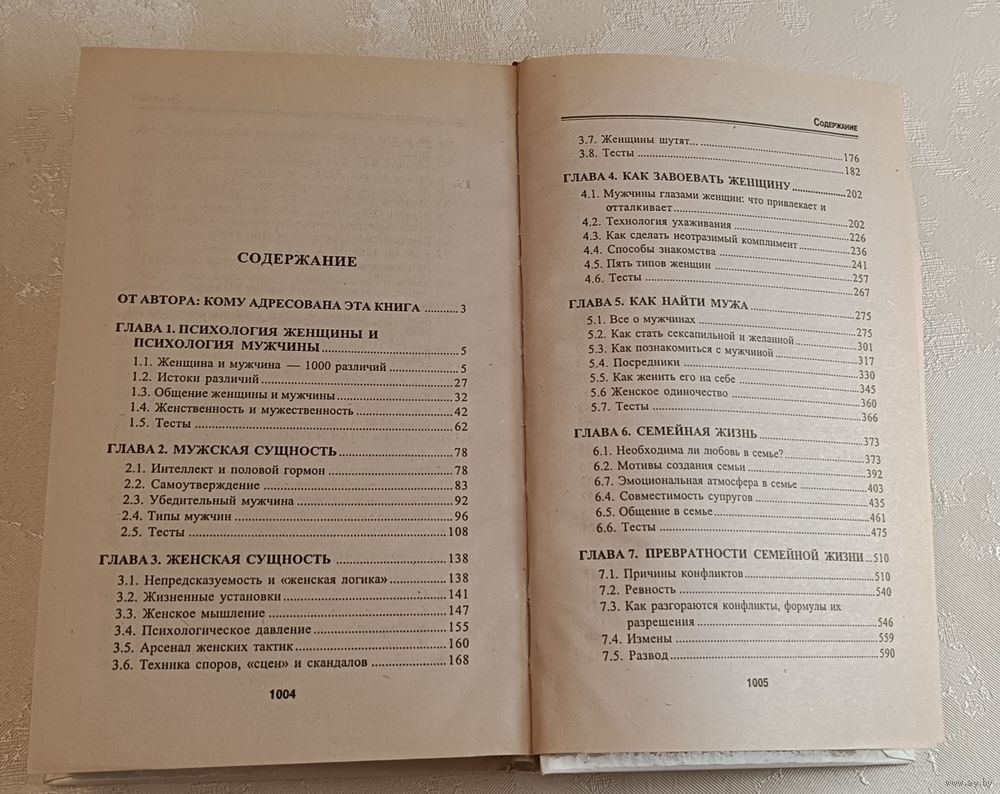 СОДЕРЖАНИЕ
ОТ АВТОРА: КОМУ АДРЕСОВАНА ЭТА КНИГА ..........3
ГЛАВА 1. ПСИХОЛОГИЯ ЖЕНЩИНЫ И
ПСИХОЛОГИЯ МУЖЧИНЫ..........5
1.1. Женщина и мужчина — 1000 различий..........5
1.2. Истоки различий..........27
1.3. Общение женщины и мужчины..........32
1.4. Женственность и мужественность..........42
1.5. Тесты..........62
ГЛАВА 2. МУЖСКАЯ СУЩНОСТЬ..........78
2.1. Интеллект и половой гормон..........78
2.2. Самоутверждение..........83
2.3. Убедительный мужчина..........92
2.4. Типы мужчин..........96
2.5. Тесты..........108
ГЛАВА 3. ЖЕНСКАЯ СУЩНОСТЬ..........138
3.1. Непредсказуемость и «женская логика»..........138
3.2. Жизненные установки..........141
3.3. Женское мышление..........147
3.4. Психологическое давление..........155
3.5. Арсенал женских тактик..........160
3.6. Техника споров, «сцен» и скандалов..........168
1004
СОДЕРЖАНИЕ
3.7. Женщины шутят.............176
3.8. Тесты..........182
ГЛАВА 4. КАК ЗАВОЕВАТЬ ЖЕНЩИНУ..........202
4.1. Мужчины глазами женщин: что привлекает и
отталкивает..........202
4.2. Технология ухаживания..........226
4.3. Как сделать неотразимый комплимент..........236
4.4. Способы знакомства..........241
4.5. Пять типов женщин..........257
4.6. Тесты..........267
ГЛАВА 5. КАК НАЙТИ МУЖА..........275
5.1. Все о мужчинах..........275
5.2. Как стать сексапильной и желанной..........301
5.3. Как познакомиться с мужчиной..........317
5.4. Посредники..........330
5.5. Как женить его на себе..........345
5.6 Женское одиночество..........360
5.7. Тесты..........366
ГЛАВА 6. СЕМЕЙНАЯ ЖИЗНЬ..........373
6.1. Необходима ли любовь в семье?..........373
6.2. Мотивы создания семьи..........392
6.7. Эмоциональная атмосфера в семье..........403
6.4. Совместимость супругов..........435
6.5. Общение в семье..........461
6.6. Тесты..........475
ГЛАВА 7. ПРЕВРАТНОСТИ СЕМЕЙНОЙ ЖИЗНИ...510
7.1. Причины конфликтов..........510
7.2. Ревность..........540
7.3. Как разгораются конфликты, формулы их
разрешения..........546
7.4. Измены..........559
7.5. Развод..........590
1005
www.ay.by